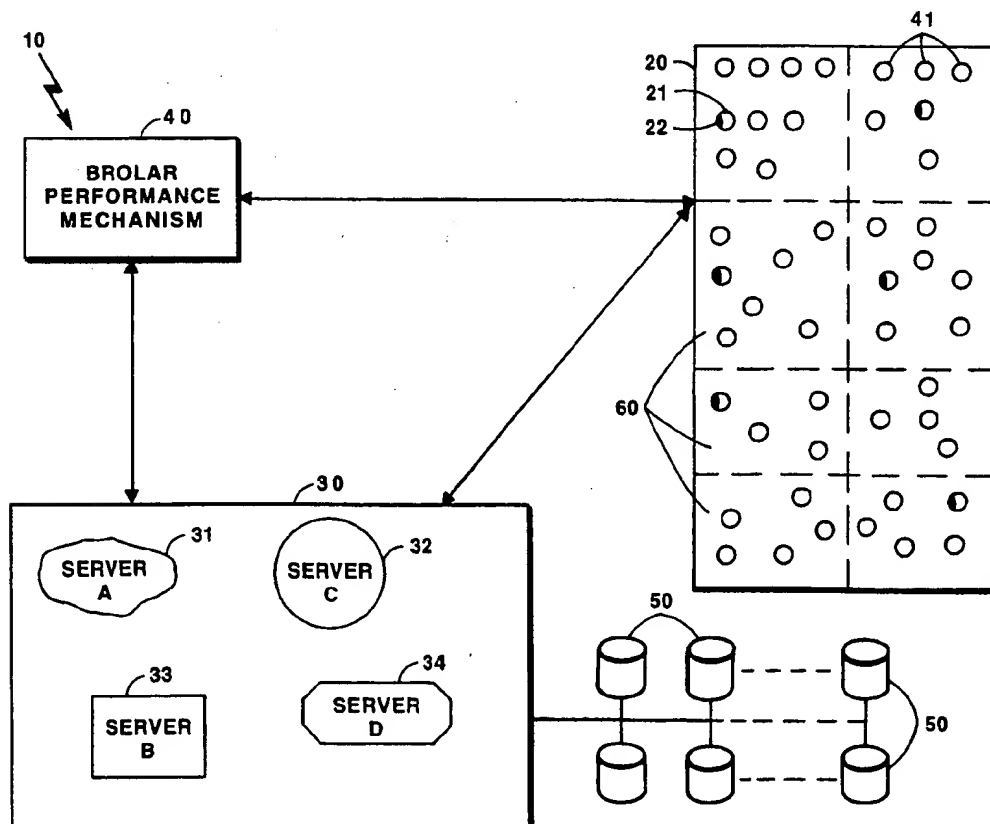 10
40
BROLAR
PERFORMANCE
MECHANISM
41
20
21
22
60
30
31
SERVER
A
32
SERVER
C
33
SERVER
B
34
SERVER
D
50
50